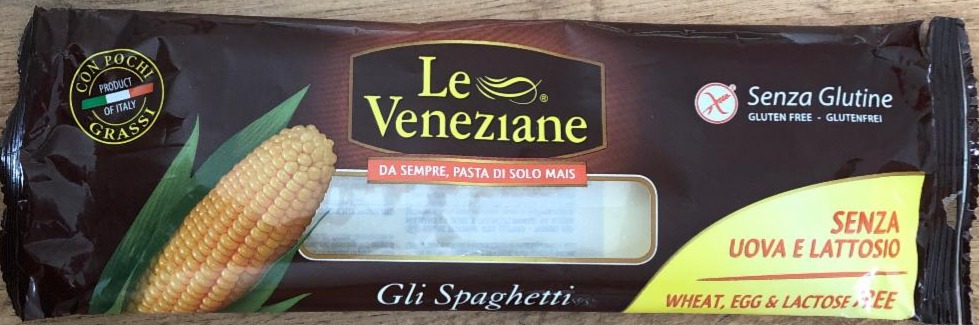 CON POCHI
PRODUCT
OF ITALY
GRASSI
Le
Veneziane®
DA SEMPRE, PASTA DI SOLO MAIS
Senza Glutine
GLUTEN FREE - GLUTENFREI
SENZA
UOVA E LATTOSIO
WHEAT, EGG & LACTOSE FREE
Gli Spaghetti